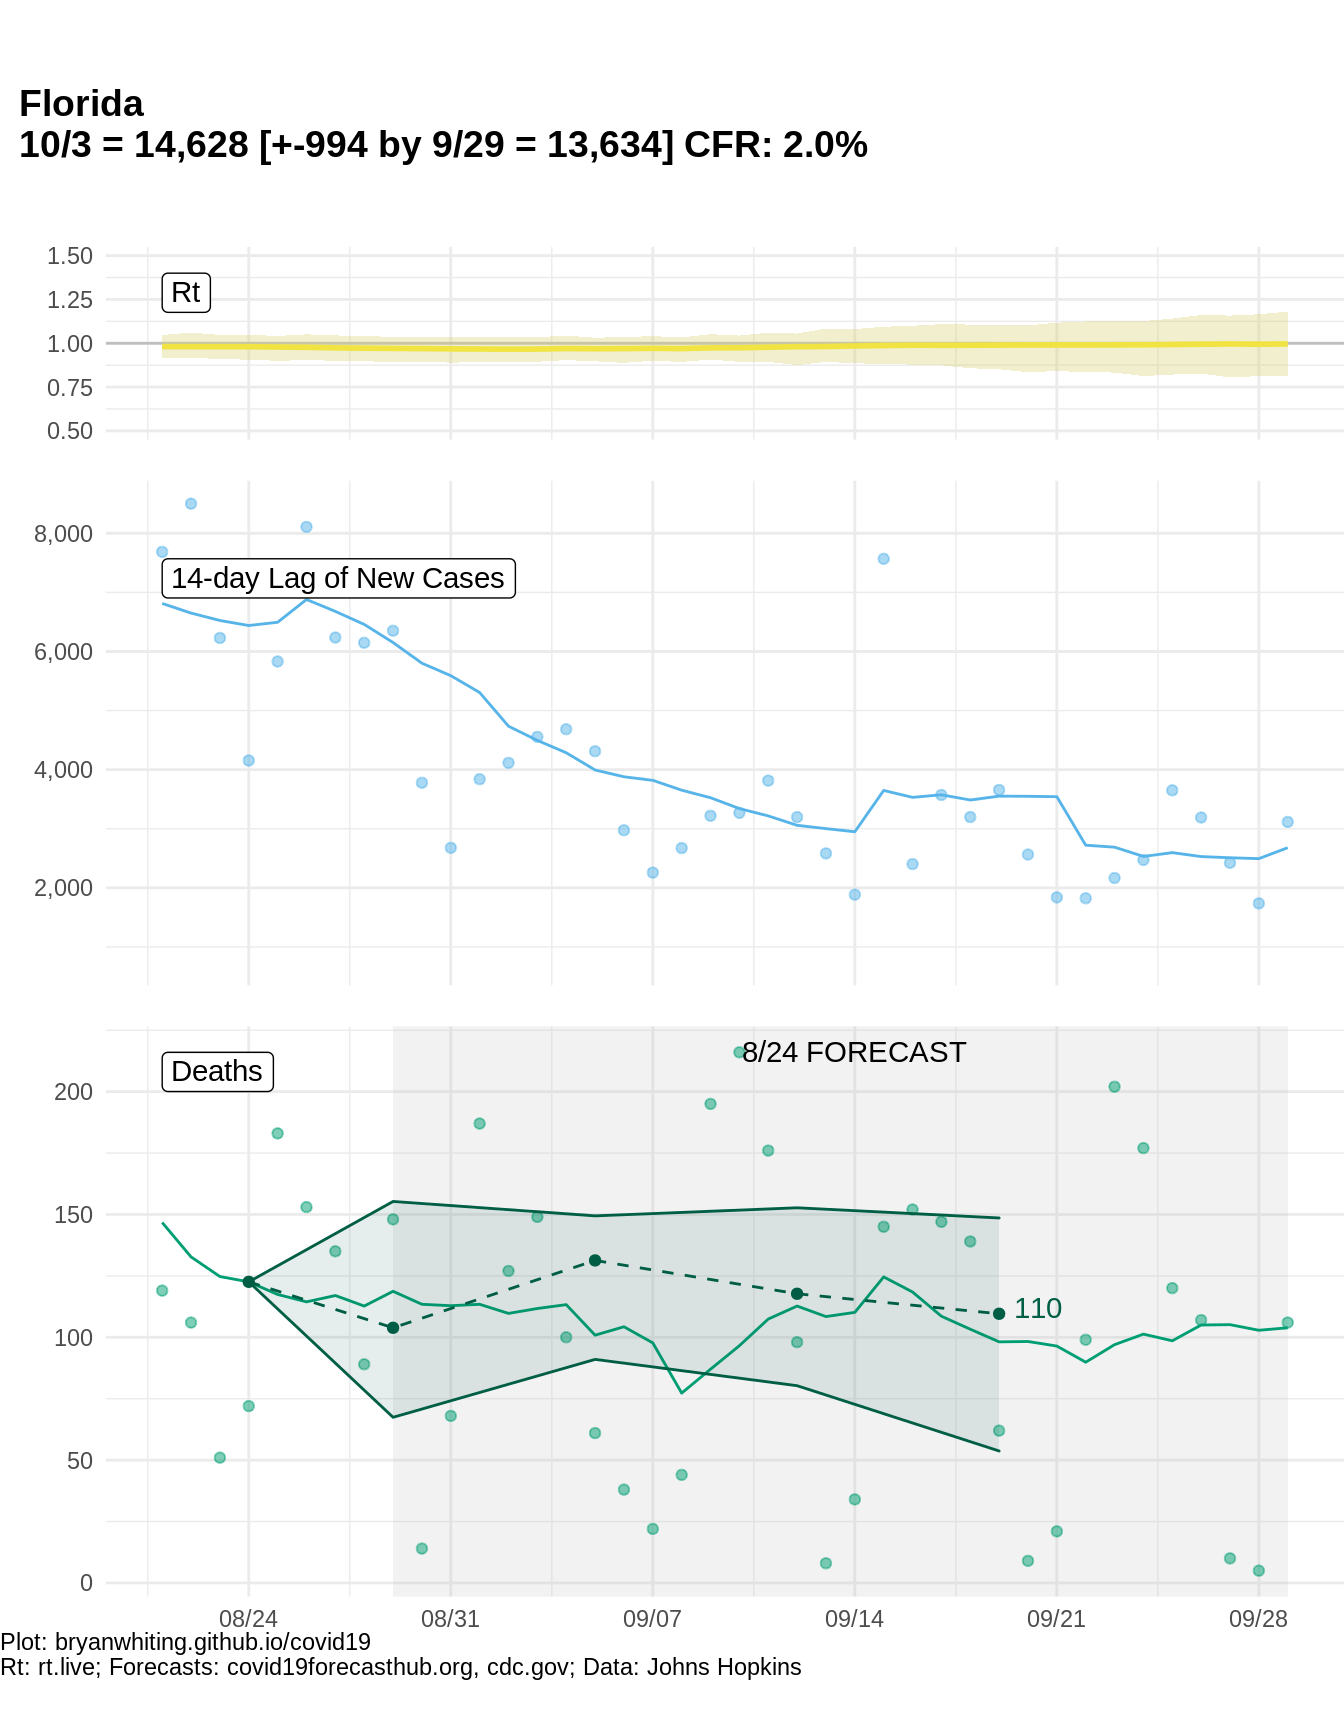 Florida
10/3 = 14,628 [+-994 by 9/29 = 13,634] CFR: 2.0%
1.50
1.25
1.00
0.75
0.50
Rt
8,000
6,000
4,000
2,000
14-day Lag of New Cases
200
150
100
50
0
Deaths
8/24 FORECAST
110
08/24 08/31 09/07 09/14 09/21 09/28
Plot: bryanwhiting.github.io/covid19
Rt: rt.live; Forecasts: covid19forecasthub.org, cdc.gov; Data: Johns Hopkins